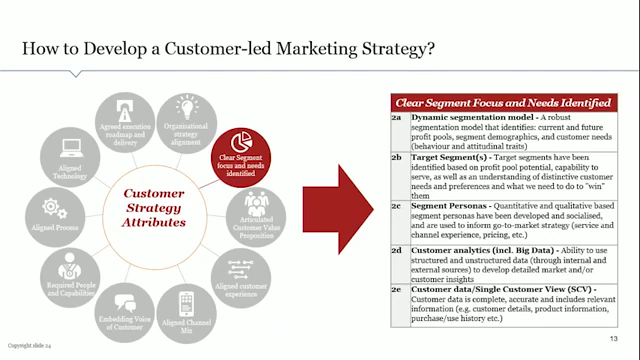 How to Develop a Customer-led Marketing Strategy?
Agreed execution
roadmap and
delivery
Organisational
strategy
alignment
Clear Segment
focus and needs
identified
Articulated
Customer Value
Proposition
Aligned customer
experience
Aligned Channel
Mix
Embedding Voice
of Customer
Required People
and Capabilities
Aligned Process
Aligned
Technology
Customer
Strategy
Attributes
Clear Segment Focus and Needs Identified
2a Dynamic segmentation model - A robust
segmentation model that identifies: current and future
profit pools, segment demographics, and customer needs
(behaviour and attitudinal traits)
2b Target Segment(s) - Target segments have been
identified based on profit pool potential, capability to
serve, as well as an understanding of distinctive customer
needs and preferences and what we need to do to "win"
them
2c Segment Personas - Quantitative and qualitative based
segment personas have been developed and socialised,
and are used to inform go-to-market strategy (service and
channel experience, pricing, etc.)
2d Customer analytics (incl. Big Data) - Ability to use
structured and unstructured data (through internal and
external sources) to develop detailed market and/or
customer insights
2e Customer data/Single Customer View (SCV) -
Customer data is complete, accurate and includes relevant
information (e.g. customer details, product information,
purchase/use history etc.)
Copyright slide 24
13